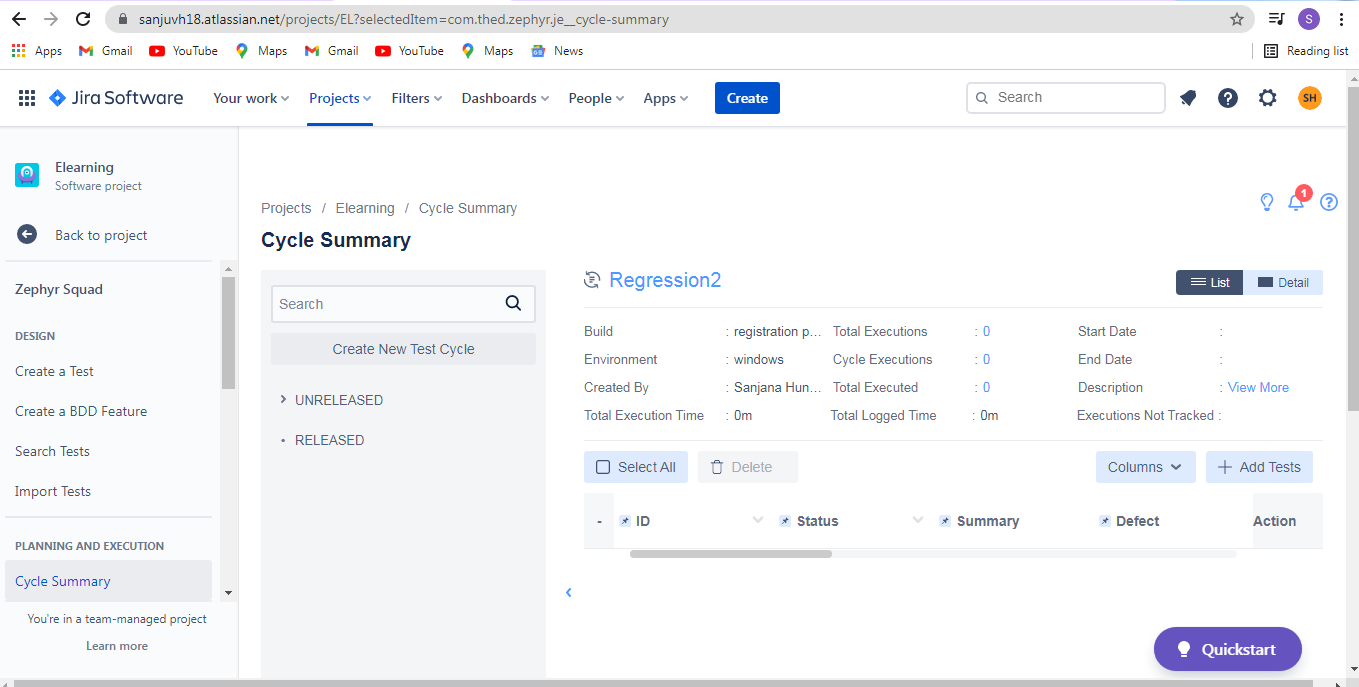 sanjuvh18.atlassian.net/projects/EL?selectedItem=com.thed.zephyr.je__cycle-summary
S
Apps Gmail YouTube Maps Gmail YouTube Maps News Reading list
Jira Software Your work Projects Filters Dashboards People Apps Create Search SH
Elearning
Software project
Back to project
Zephyr Squad
DESIGN
Create a Test
Create a BDD Feature
Search Tests
Import Tests
PLANNING AND EXECUTION
Cycle Summary
You're in a team-managed project
Learn more
1
Projects / Elearning / Cycle Summary
Cycle Summary
Search
Create New Test Cycle
UNRELEASED
RELEASED
Regression2 List Detail
Build : registration p... Total Executions : 0 Start Date :
Environment : windows Cycle Executions : 0 End Date :
Created By : Sanjana Hun... Total Executed : 0 Description : View More
Total Execution Time : 0m Total Logged Time : 0m Executions Not Tracked :
Select All Delete Columns + Add Tests
- ID Status Summary Defect Action
Quickstart